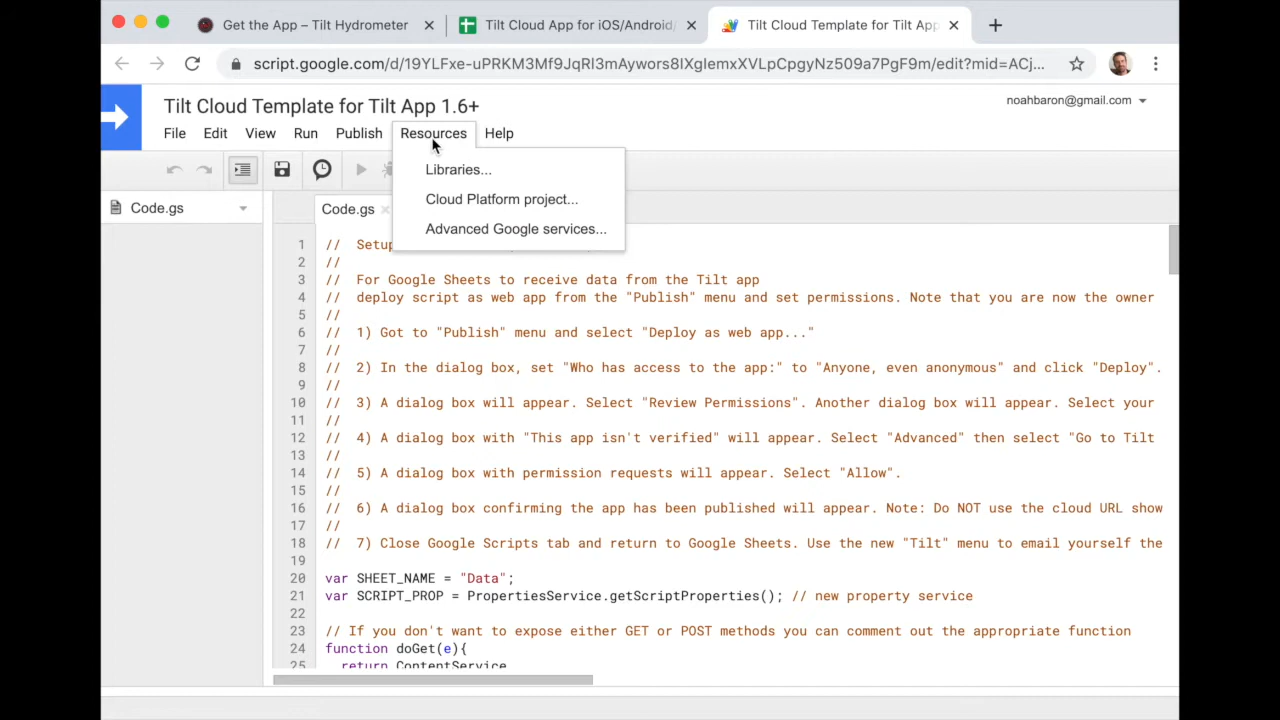 Get the App – Tilt Hydrometer
Tilt Cloud App for iOS/Android/
Tilt Cloud Template for Tilt App
script.google.com/d/19YLFxe-uPRKM3Mf9JqRl3mAywors8IXgIemxXVLpCpgyNz509a7PgF9m/edit?mid=ACj...
Tilt Cloud Template for Tilt App 1.6+
noahbaron@gmail.com
File Edit View Run Publish Resources Help
Libraries...
Cloud Platform project...
Advanced Google services...
Code.gs
Code.gs
1 // Setup
2 //
3 // For Google Sheets to receive data from the Tilt app
4 // deploy script as web app from the "Publish" menu and set permissions. Note that you are now the owner
5 //
6 // 1) Got to "Publish" menu and select "Deploy as web app..."
7 //
8 // 2) In the dialog box, set "Who has access to the app:" to "Anyone, even anonymous" and click "Deploy".
9 //
10 // 3) A dialog box will appear. Select "Review Permissions". Another dialog box will appear. Select your
11 //
12 // 4) A dialog box with "This app isn't verified" will appear. Select "Advanced" then select "Go to Tilt
13 //
14 // 5) A dialog box with permission requests will appear. Select "Allow".
15 //
16 // 6) A dialog box confirming the app has been published will appear. Note: Do NOT use the cloud URL show
17 //
18 // 7) Close Google Scripts tab and return to Google Sheets. Use the new "Tilt" menu to email yourself the
19
20 var SHEET_NAME = "Data";
21 var SCRIPT_PROP = PropertiesService.getScriptProperties(); // new property service
22
23 // If you don't want to expose either GET or POST methods you can comment out the appropriate function
24 function doGet(e){
25 return ContentService